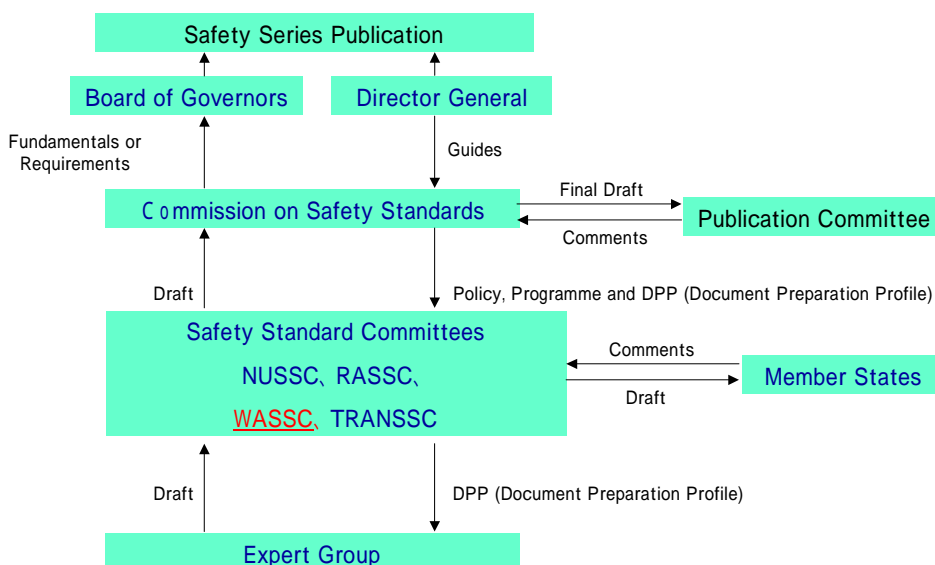 Safety Series Publication
Board of Governors
Director General
Fundamentals or
Requirements
Guides
Commission on Safety Standards
Final Draft
Comments
Publication Committee
Draft
Policy, Programme and DPP (Document Preparation Profile)
Safety Standard Committees
NUSSC、RASSC、
WASSC、TRANSSC
Comments
Draft
Member States
Draft
DPP (Document Preparation Profile)
Expert Group